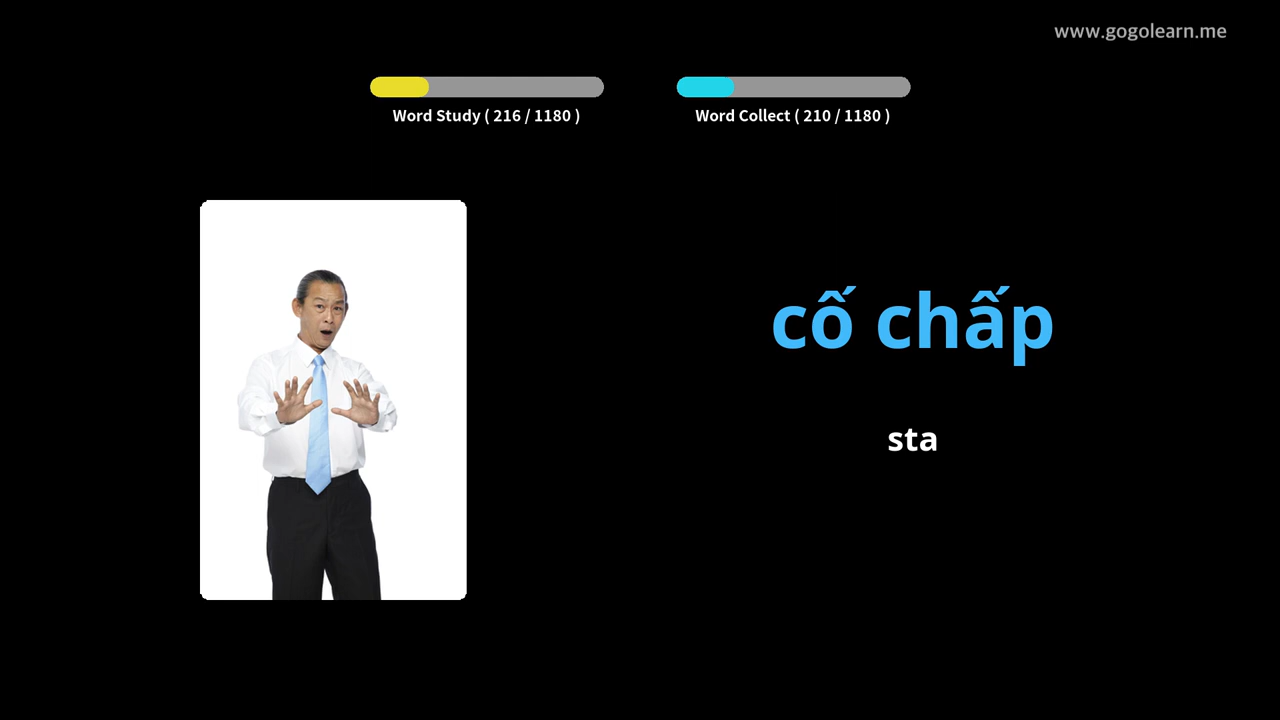 www.gogolearn.me
Word Study ( 216 / 1180 )
Word Collect ( 210 / 1180 )
cố chấp
sta